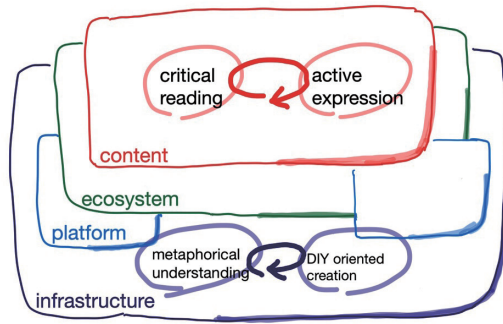 critical
reading
active
expression
content
ecosystem
platform
metaphorical
understanding
DIY oriented
creation
infrastructure